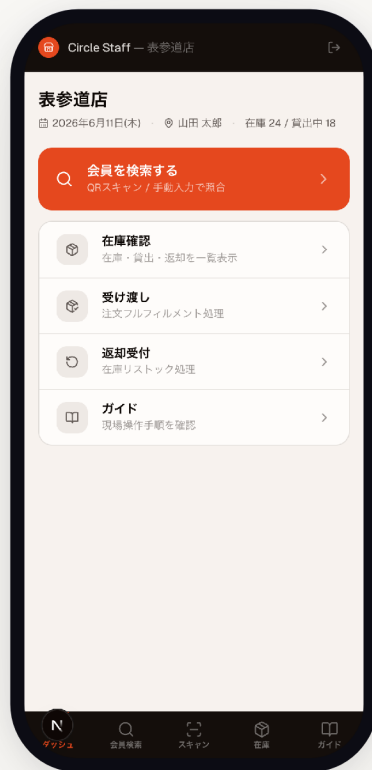 Circle Staff — 表参道店
表参道店
2026年6月11日(木) · 山田 太郎 · 在庫 24 / 貸出中 18
会員を検索する
QRスキャン / 手動入力で照合
在庫確認
在庫・貸出・返却を一覧表示
受け渡し
注文フルフィルメント処理
返却受付
在庫リストック処理
ガイド
現場操作手順を確認
N
ダッシュ 会員検索 スキャン 在庫 ガイド